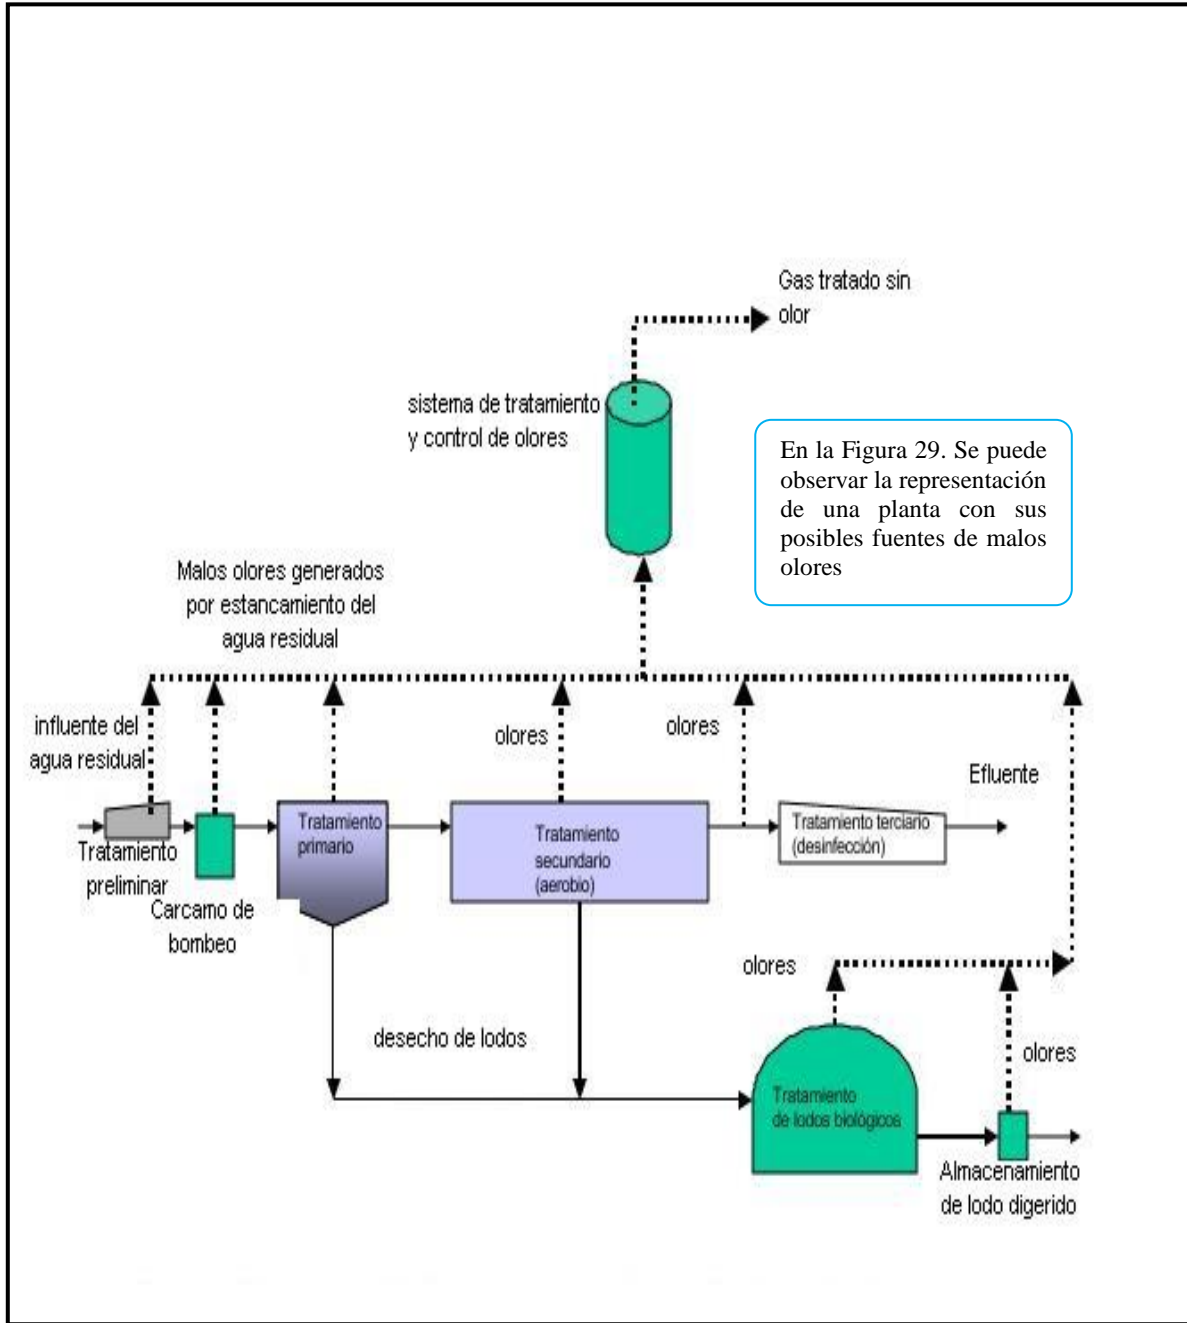 Gas tratado sin
olor
sistema de tratamiento
y control de olores
En la Figura 29. Se puede
observar la representación
de una planta con sus
posibles fuentes de malos
olores
Malos olores generados
por estancamiento del
agua residual
influente del
agua residual
olores
olores
Efluente
Tratamiento
preliminar
Carcamo de
bombeo
Tratamiento
primario
Tratamiento
secundario
(aerobio)
Tratamiento terciario
(desinfección)
olores
desecho de lodos
olores
Tratamiento
de lodos biológicos
Almacenamiento
de lodo digerido